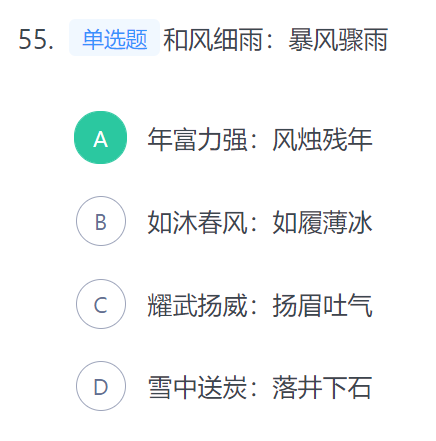 55. 单选题 和风细雨：暴风骤雨
A 年富力强：风烛残年
B 如沐春风：如履薄冰
C 耀武扬威：扬眉吐气
D 雪中送炭：落井下石